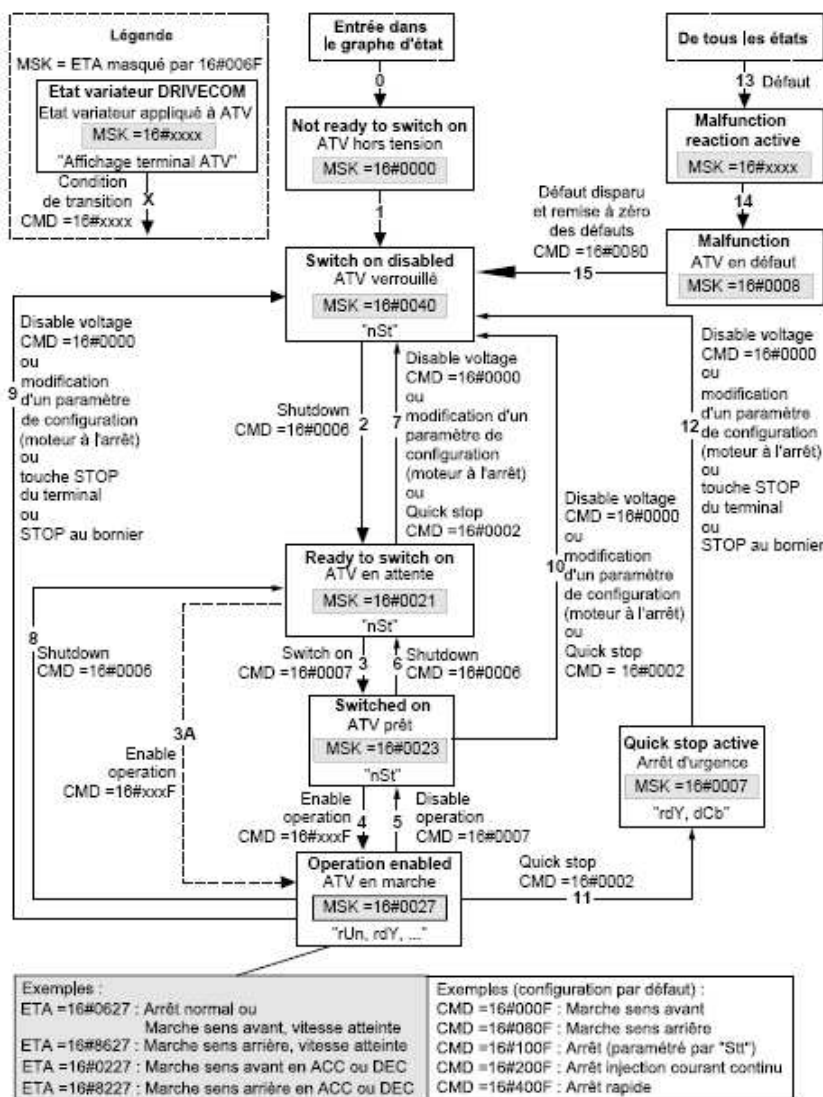 Légende
MSK = ETA masqué par 16#006F
Etat variateur DRIVECOM
Etat variateur appliqué à ATV
MSK =16#xxxx
"Affichage terminal ATV"
Condition
de transition
CMD =16#xxxx
X
Entrée dans
le graphe d'état
0
Not ready to switch on
ATV hors tension
MSK =16#0000
1
De tous les états
13 Défaut
Malfunction
reaction active
MSK =16#xxxx
14
Malfunction
ATV en défaut
MSK =16#0008
Défaut disparu
et remise à zéro
des défauts
CMD =16#0080
15
Switch on disabled
ATV verrouillé
MSK =16#0040
"nSt"
9
Disable voltage
CMD =16#0000
ou
modification
d'un paramètre
de configuration
(moteur à l'arrêt)
ou
touche STOP
du terminal
ou
STOP au bornier
Shutdown
CMD =16#0006
2
7
Disable voltage
CMD =16#0000
ou
modification d'un
paramètre de
configuration
(moteur à l'arrêt)
ou
Quick stop
CMD =16#0002
10
Disable voltage
CMD =16#0000
ou
modification
d'un paramètre
de configuration
(moteur à l'arrêt)
ou
Quick stop
CMD = 16#0002
12
Disable voltage
CMD =16#0000
ou
modification
d'un paramètre
de configuration
(moteur à l'arrêt)
ou
touche STOP
du terminal
ou
STOP au bornier
Ready to switch on
ATV en attente
MSK =16#0021
"nSt"
8
Shutdown
CMD =16#0006
Switch on
CMD =16#0007
3
6
Shutdown
CMD =16#0006
3A
Enable
operation
CMD =16#xxxF
Switched on
ATV prêt
MSK =16#0023
"nSt"
Enable
operation
CMD =16#xxxF
4
5
Disable
operation
CMD =16#0007
Quick stop active
Arrêt d'urgence
MSK =16#0007
"rdY, dCb"
Operation enabled
ATV en marche
MSK =16#0027
"rUn, rdY, ..."
Quick stop
CMD =16#0002
11
Exemples :
ETA =16#0627 : Arrêt normal ou
Marche sens avant, vitesse atteinte
ETA =16#8627 : Marche sens arrière, vitesse atteinte
ETA =16#0227 : Marche sens avant en ACC ou DEC
ETA =16#8227 : Marche sens arrière en ACC ou DEC
Exemples (configuration par défaut) :
CMD =16#000F : Marche sens avant
CMD =16#080F : Marche sens arrière
CMD =16#100F : Arrêt (paramétré par "Stt")
CMD =16#200F : Arrêt injection courant continu
CMD =16#400F : Arrêt rapide